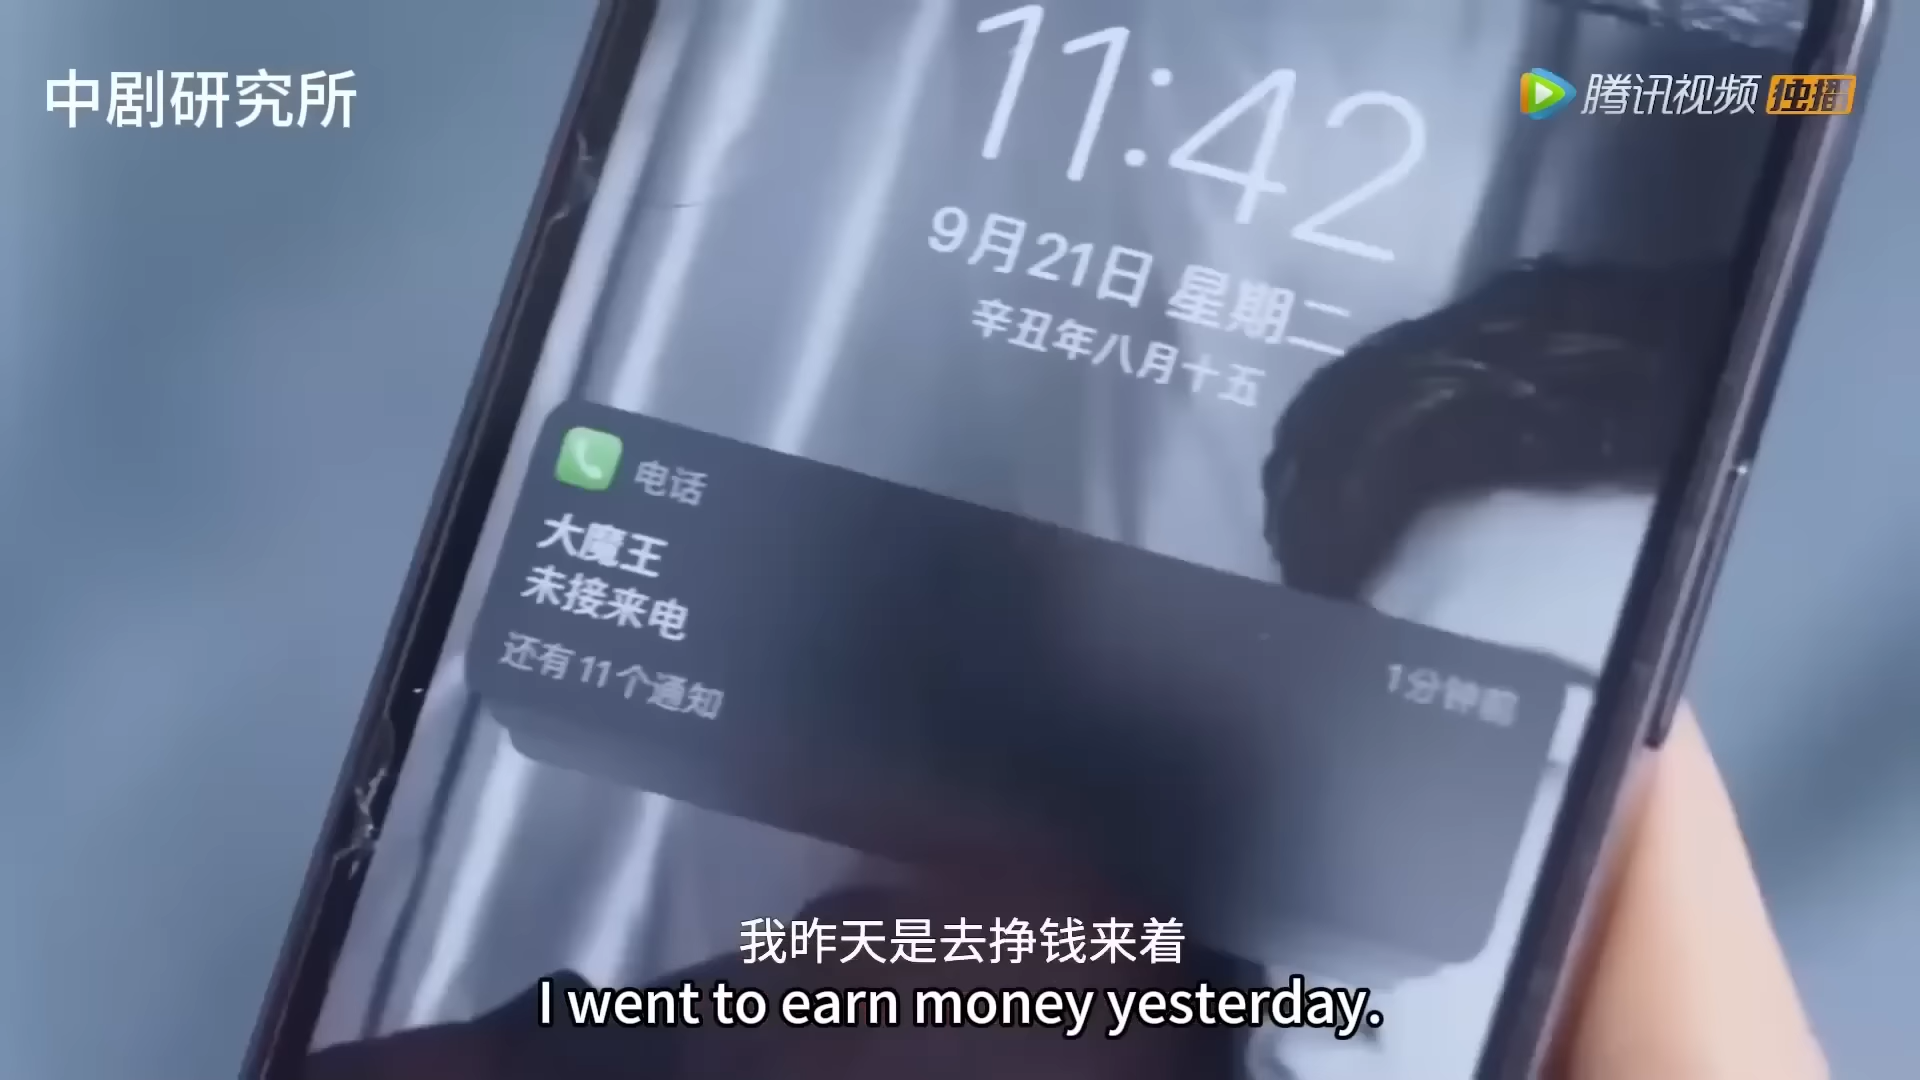 中剧研究所
腾讯视频 独播
11:42
9月21日 星期二
辛丑年八月十五
电话
1分钟前
大魔王
未接来电
还有11个通知
我昨天是去挣钱来着
I went to earn money yesterday.